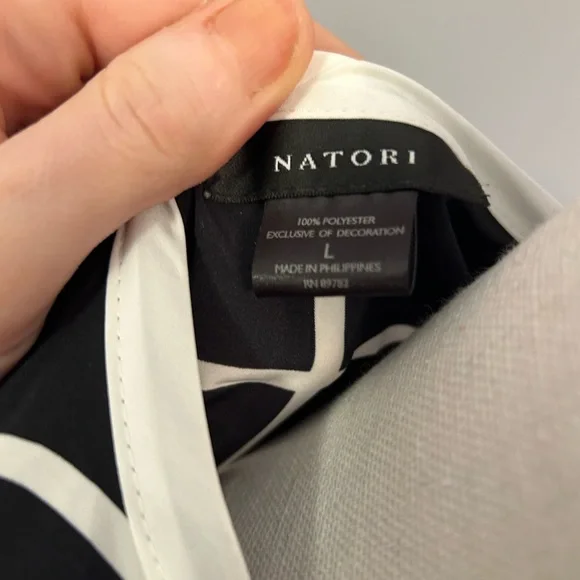 NATORI
100% POLYESTER
EXCLUSIVE OF DECORATION
L
MADE IN PHILIPPINES
RN 89783